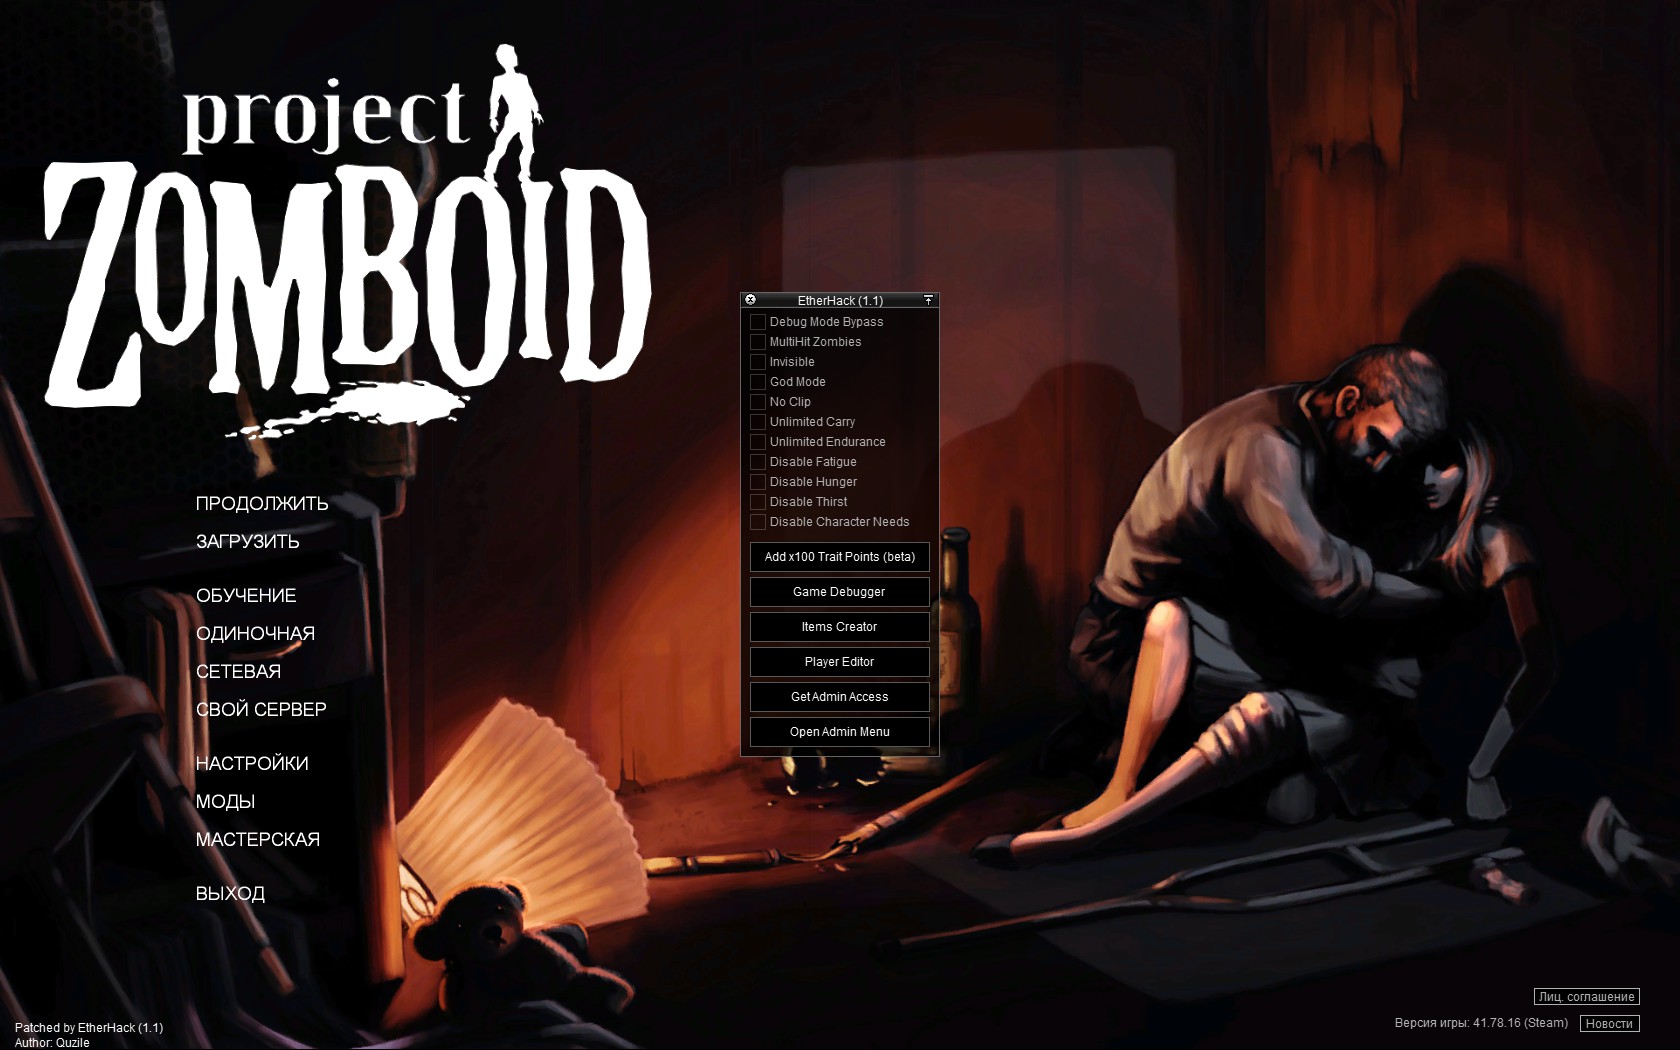 project
ZOMBOID
EtherHack (1.1)
Debug Mode Bypass
MultiHit Zombies
Invisible
God Mode
No Clip
Unlimited Carry
Unlimited Endurance
Disable Fatigue
Disable Hunger
Disable Thirst
Disable Character Needs
Add x100 Trait Points (beta)
Game Debugger
Items Creator
Player Editor
Get Admin Access
Open Admin Menu
ПРОДОЛЖИТЬ
ЗАГРУЗИТЬ
ОБУЧЕНИЕ
ОДИНОЧНАЯ
СЕТЕВАЯ
СВОЙ СЕРВЕР
НАСТРОЙКИ
МОДЫ
МАСТЕРСКАЯ
ВЫХОД
Лиц. соглашение
Версия игры: 41.78.16 (Steam) Новости
Patched by EtherHack (1.1)
Author: Quzile